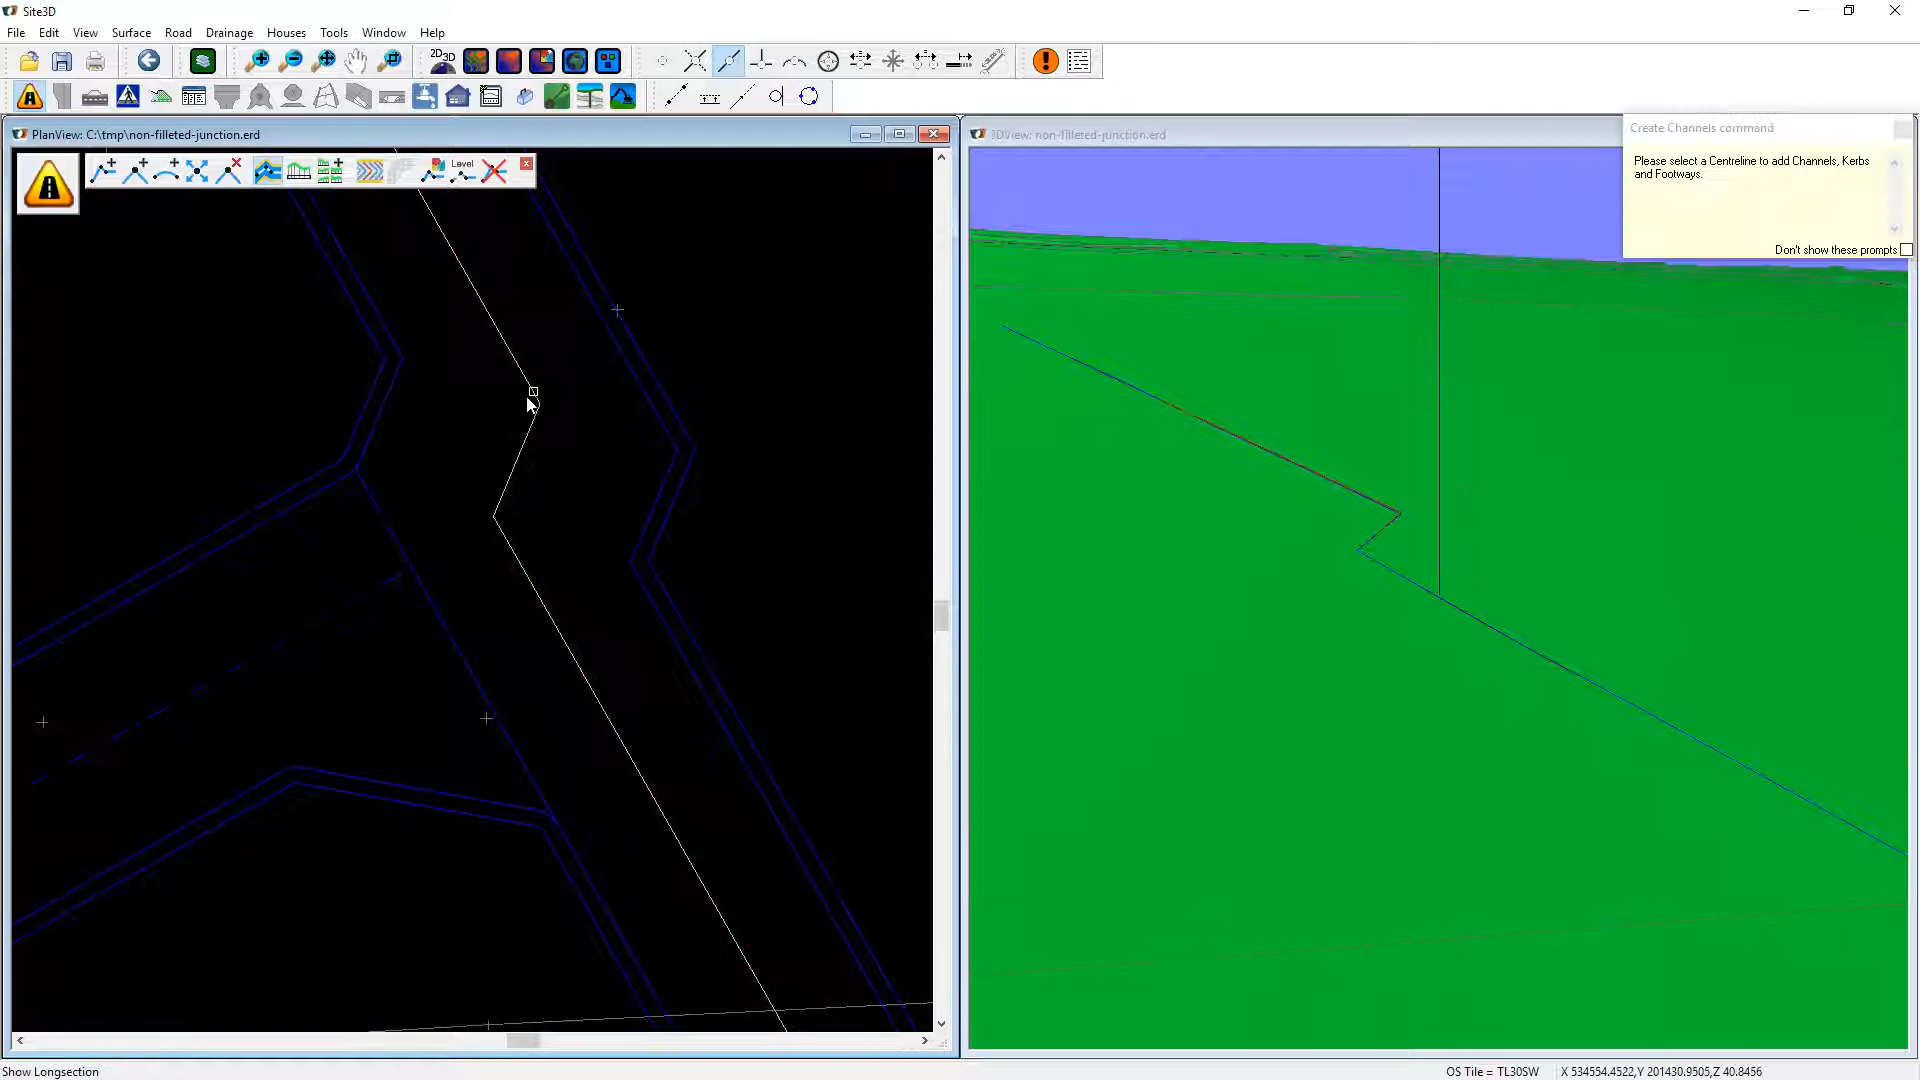 Site3D
File Edit View Surface Road Drainage Houses Tools Window Help
2D3D
PlanView: C:\tmp\non-filleted-junction.erd
3DView: non-filleted-junction.erd
Create Channels command
Level
Please select a Centreline to add Channels, Kerbs
and Footways.
Don't show these prompts
Show Longsection
OS Tile = TL30SW
X 534554.4522,Y 201430.9505,Z 40.8456